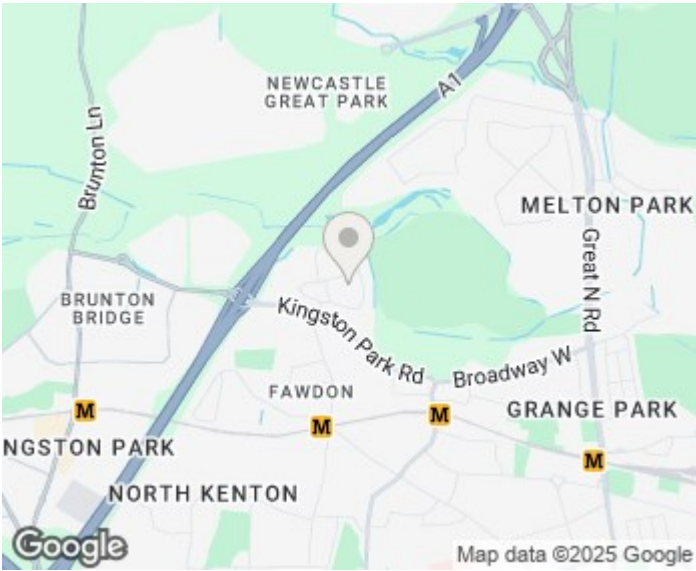 NEWCASTLE
GREAT PARK
A1
Brunton Ln
MELTON PARK
Great N Rd
BRUNTON
BRIDGE
Kingston Park Rd
Broadway W
FAWDON
M
M
M
GRANGE PARK
M
NGSTON PARK
NORTH KENTON
Google
Map data ©2025 Google